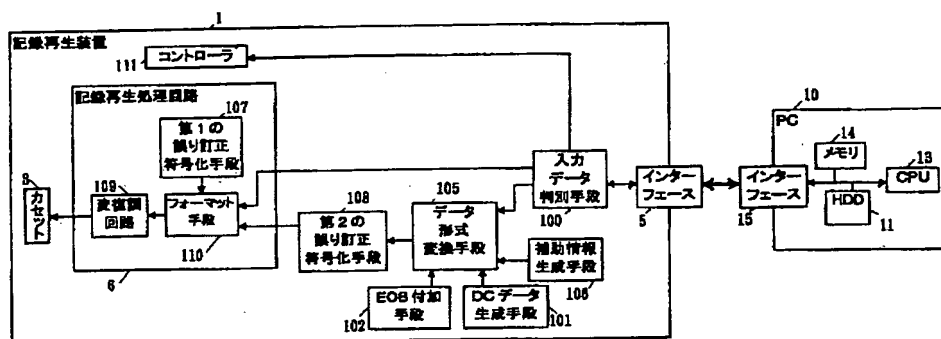 1
記録再生装置
コントローラ
111
記録再生処理回路
107
第1の
誤り訂正
符号化手段
8
カセット
109
変復調
回路
フォーマット
手段
110
6
108
第2の
誤り訂正
符号化手段
105
データ
形式
変換手段
入力
データ
判別手段
100
補助情報
生成手段
106
EOB付加
手段
102
DCデータ
生成手段
101
インター
フェース
5
10
PC
インター
フェース
15
14
メモリ
13
CPU
HDD
11